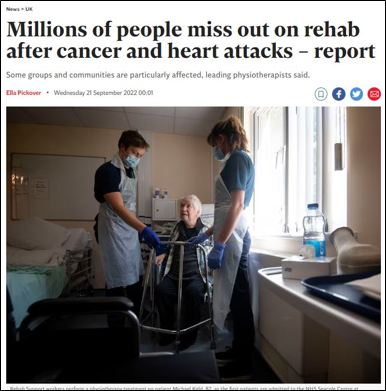 News > UK
Millions of people miss out on rehab
after cancer and heart attacks – report
Some groups and communities are particularly affected, leading physiotherapists said.
Ella Pickover • Wednesday 21 September 2022 00:01
Rehab Support workers perform a physiotherapy treatment on patient Michael Kold, 87, as the first patients are admitted to the NHS Seacole Centre at